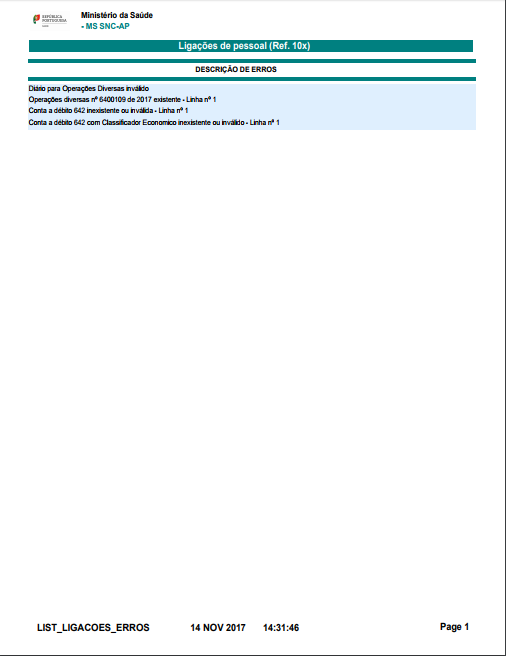 REPÚBLICA
PORTUGUESA
Ministério da Saúde
- MS SNC-AP
Ligações de pessoal (Ref. 10x)
DESCRIÇÃO DE ERROS
Diário para Operações Diversas inválido
Operações diversas nº 6400109 de 2017 existente - Linha nº 1
Conta a débito 642 inexistente ou inválida - Linha nº 1
Conta a débito 642 com Classificador Economico inexistente ou inválido - Linha nº 1
LIST_LIGACOES_ERROS 14 NOV 2017 14:31:46 Page 1